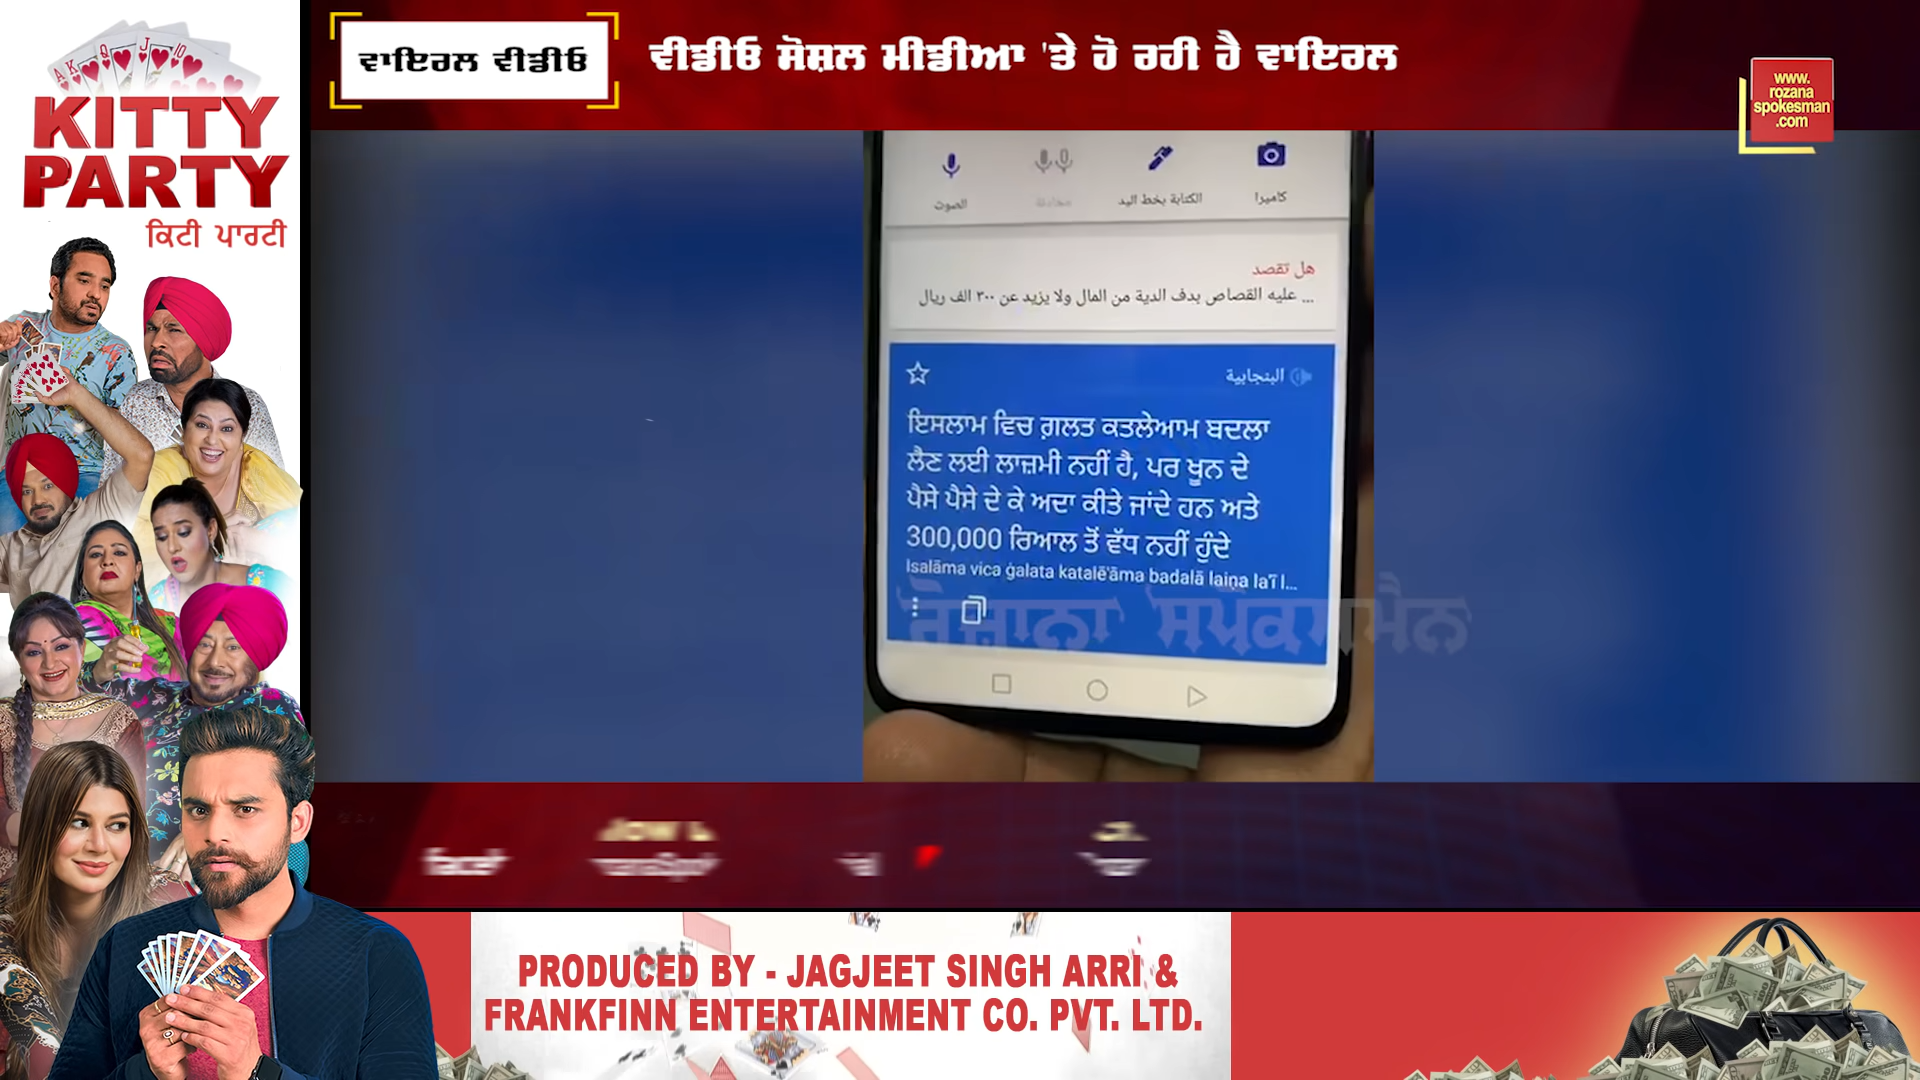 KITTY
PARTY
ਕਿਟੀ ਪਾਰਟੀ
ਵਾਇਰਲ ਵੀਡੀਓ
ਵੀਡੀਓ ਸੋਸ਼ਲ ਮੀਡੀਆ 'ਤੇ ਹੋ ਰਹੀ ਹੈ ਵਾਇਰਲ
www.
rozana
spokesman
.com
كاميرا
الكتابة بخط اليد
الصوت
هل تقصد
... عليه القصاص بدف الدية من المال ولا يزيد عن ٣٠٠ الف ريال
البنجابية
ਇਸਲਾਮ ਵਿਚ ਗ਼ਲਤ ਕਤਲੇਆਮ ਬਦਲਾ
ਲੈਣ ਲਈ ਲਾਜ਼ਮੀ ਨਹੀਂ ਹੈ, ਪਰ ਖੂਨ ਦੇ
ਪੈਸੇ ਪੈਸੇ ਦੇ ਕੇ ਅਦਾ ਕੀਤੇ ਜਾਂਦੇ ਹਨ ਅਤੇ
300,000 ਰਿਆਲ ਤੋਂ ਵੱਧ ਨਹੀਂ ਹੁੰਦੇ
Isalāma vica ġalata katalē'āma badalā laiṇa la'ī l...
ਰੋਜ਼ਾਨਾ ਸਪੋਕਸਮੈਨ
PRODUCED BY - JAGJEET SINGH ARRI &
FRANKFINN ENTERTAINMENT CO. PVT. LTD.